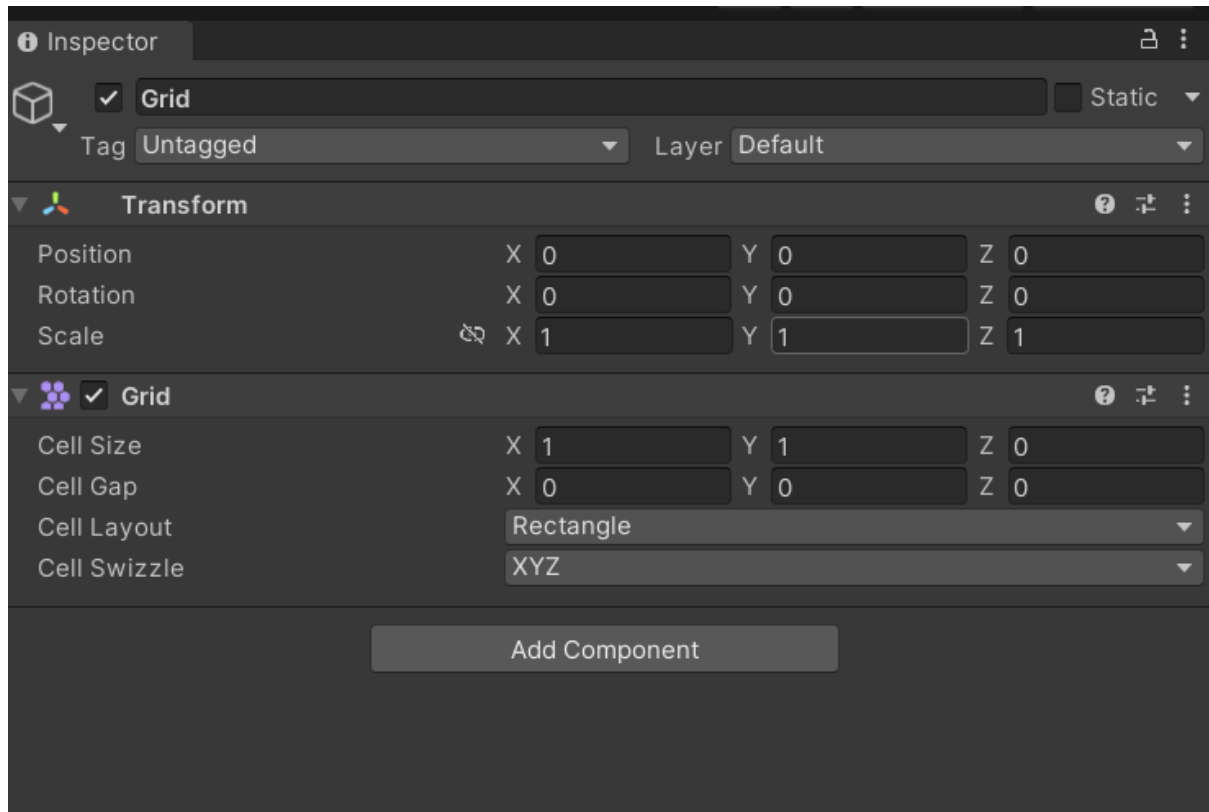 Inspector
Grid Static
Tag Untagged Layer Default
Transform
Position X 0 Y 0 Z 0
Rotation X 0 Y 0 Z 0
Scale X 1 Y 1 Z 1
Grid
Cell Size X 1 Y 1 Z 0
Cell Gap X 0 Y 0 Z 0
Cell Layout Rectangle
Cell Swizzle XYZ
Add Component